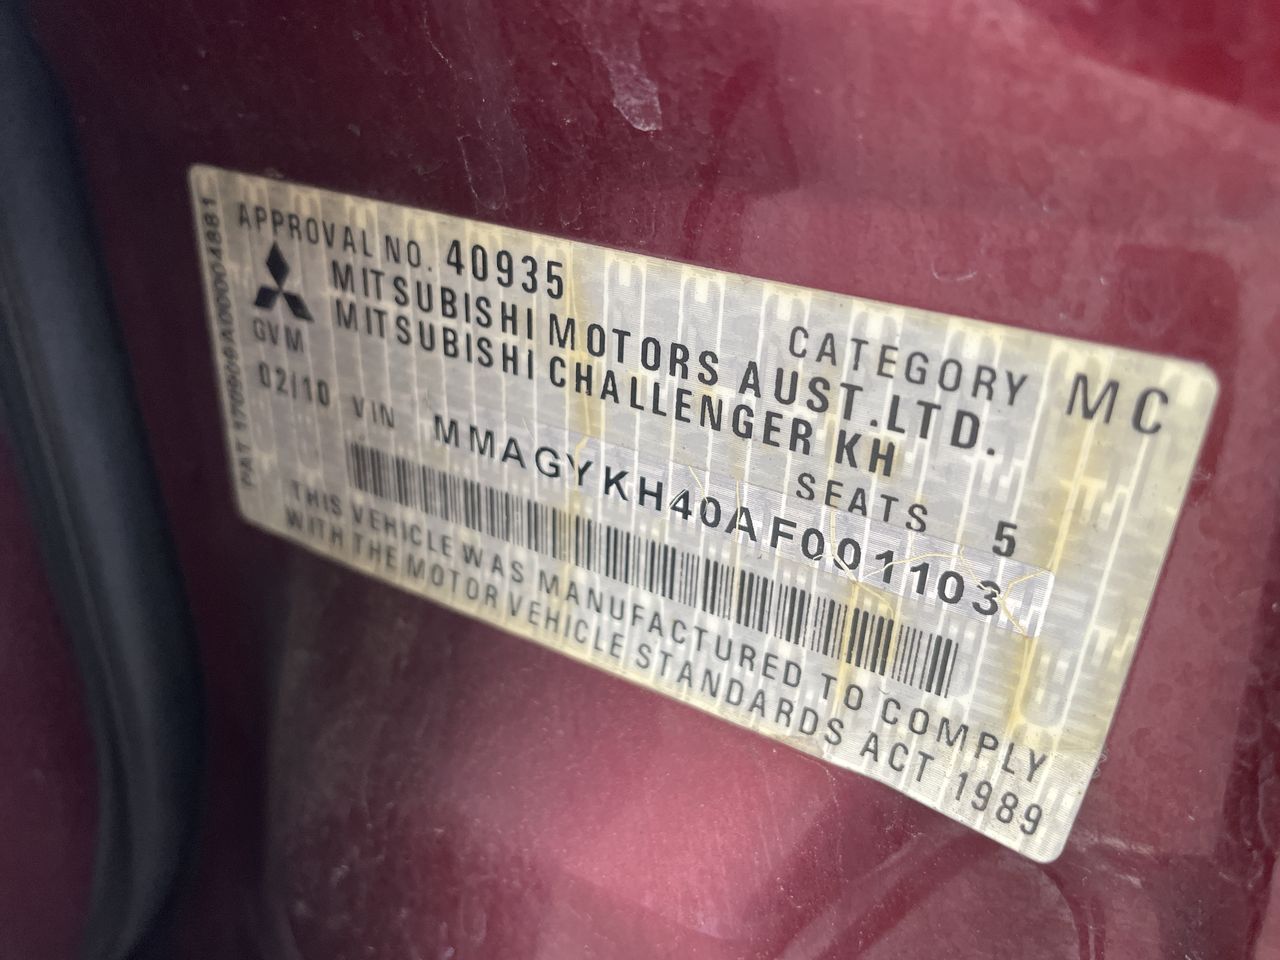 APPROVAL NO. 40935
CATEGORY MC
MITSUBISHI MOTORS AUST.LTD.
MITSUBISHI CHALLENGER KH
GVM
SEATS 5
02/10 VIN MMAGYKH40AF001103
THIS VEHICLE WAS MANUFACTURED TO COMPLY
WITH THE MOTOR VEHICLE STANDARDS ACT 1989